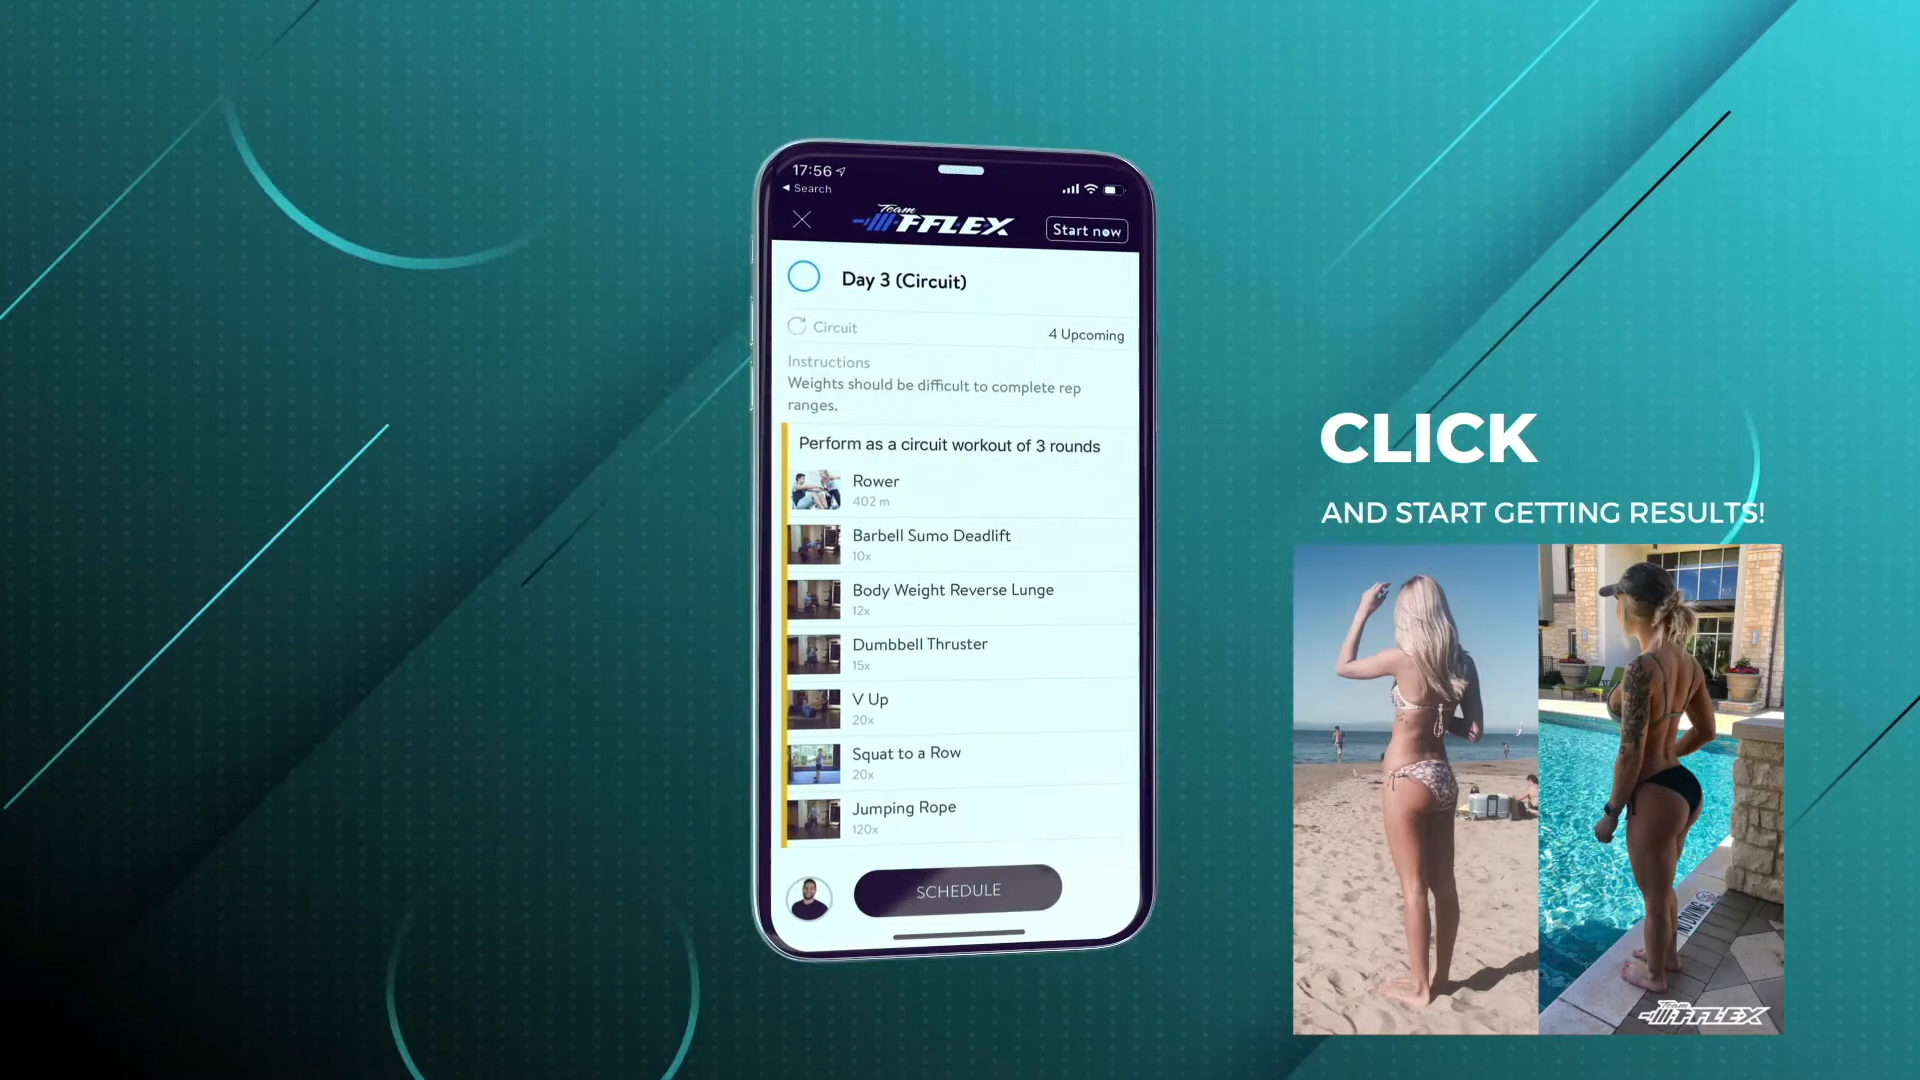 17:56
Search
Team
FFLEX
Start now
Day 3 (Circuit)
Circuit
4 Upcoming
Instructions
Weights should be difficult to complete rep
ranges.
Perform as a circuit workout of 3 rounds
Rower
402 m
Barbell Sumo Deadlift
10x
Body Weight Reverse Lunge
12x
Dumbbell Thruster
15x
V Up
20x
Squat to a Row
20x
Jumping Rope
120x
SCHEDULE
CLICK
AND START GETTING RESULTS!
NO DIVING
Team
FFLEX